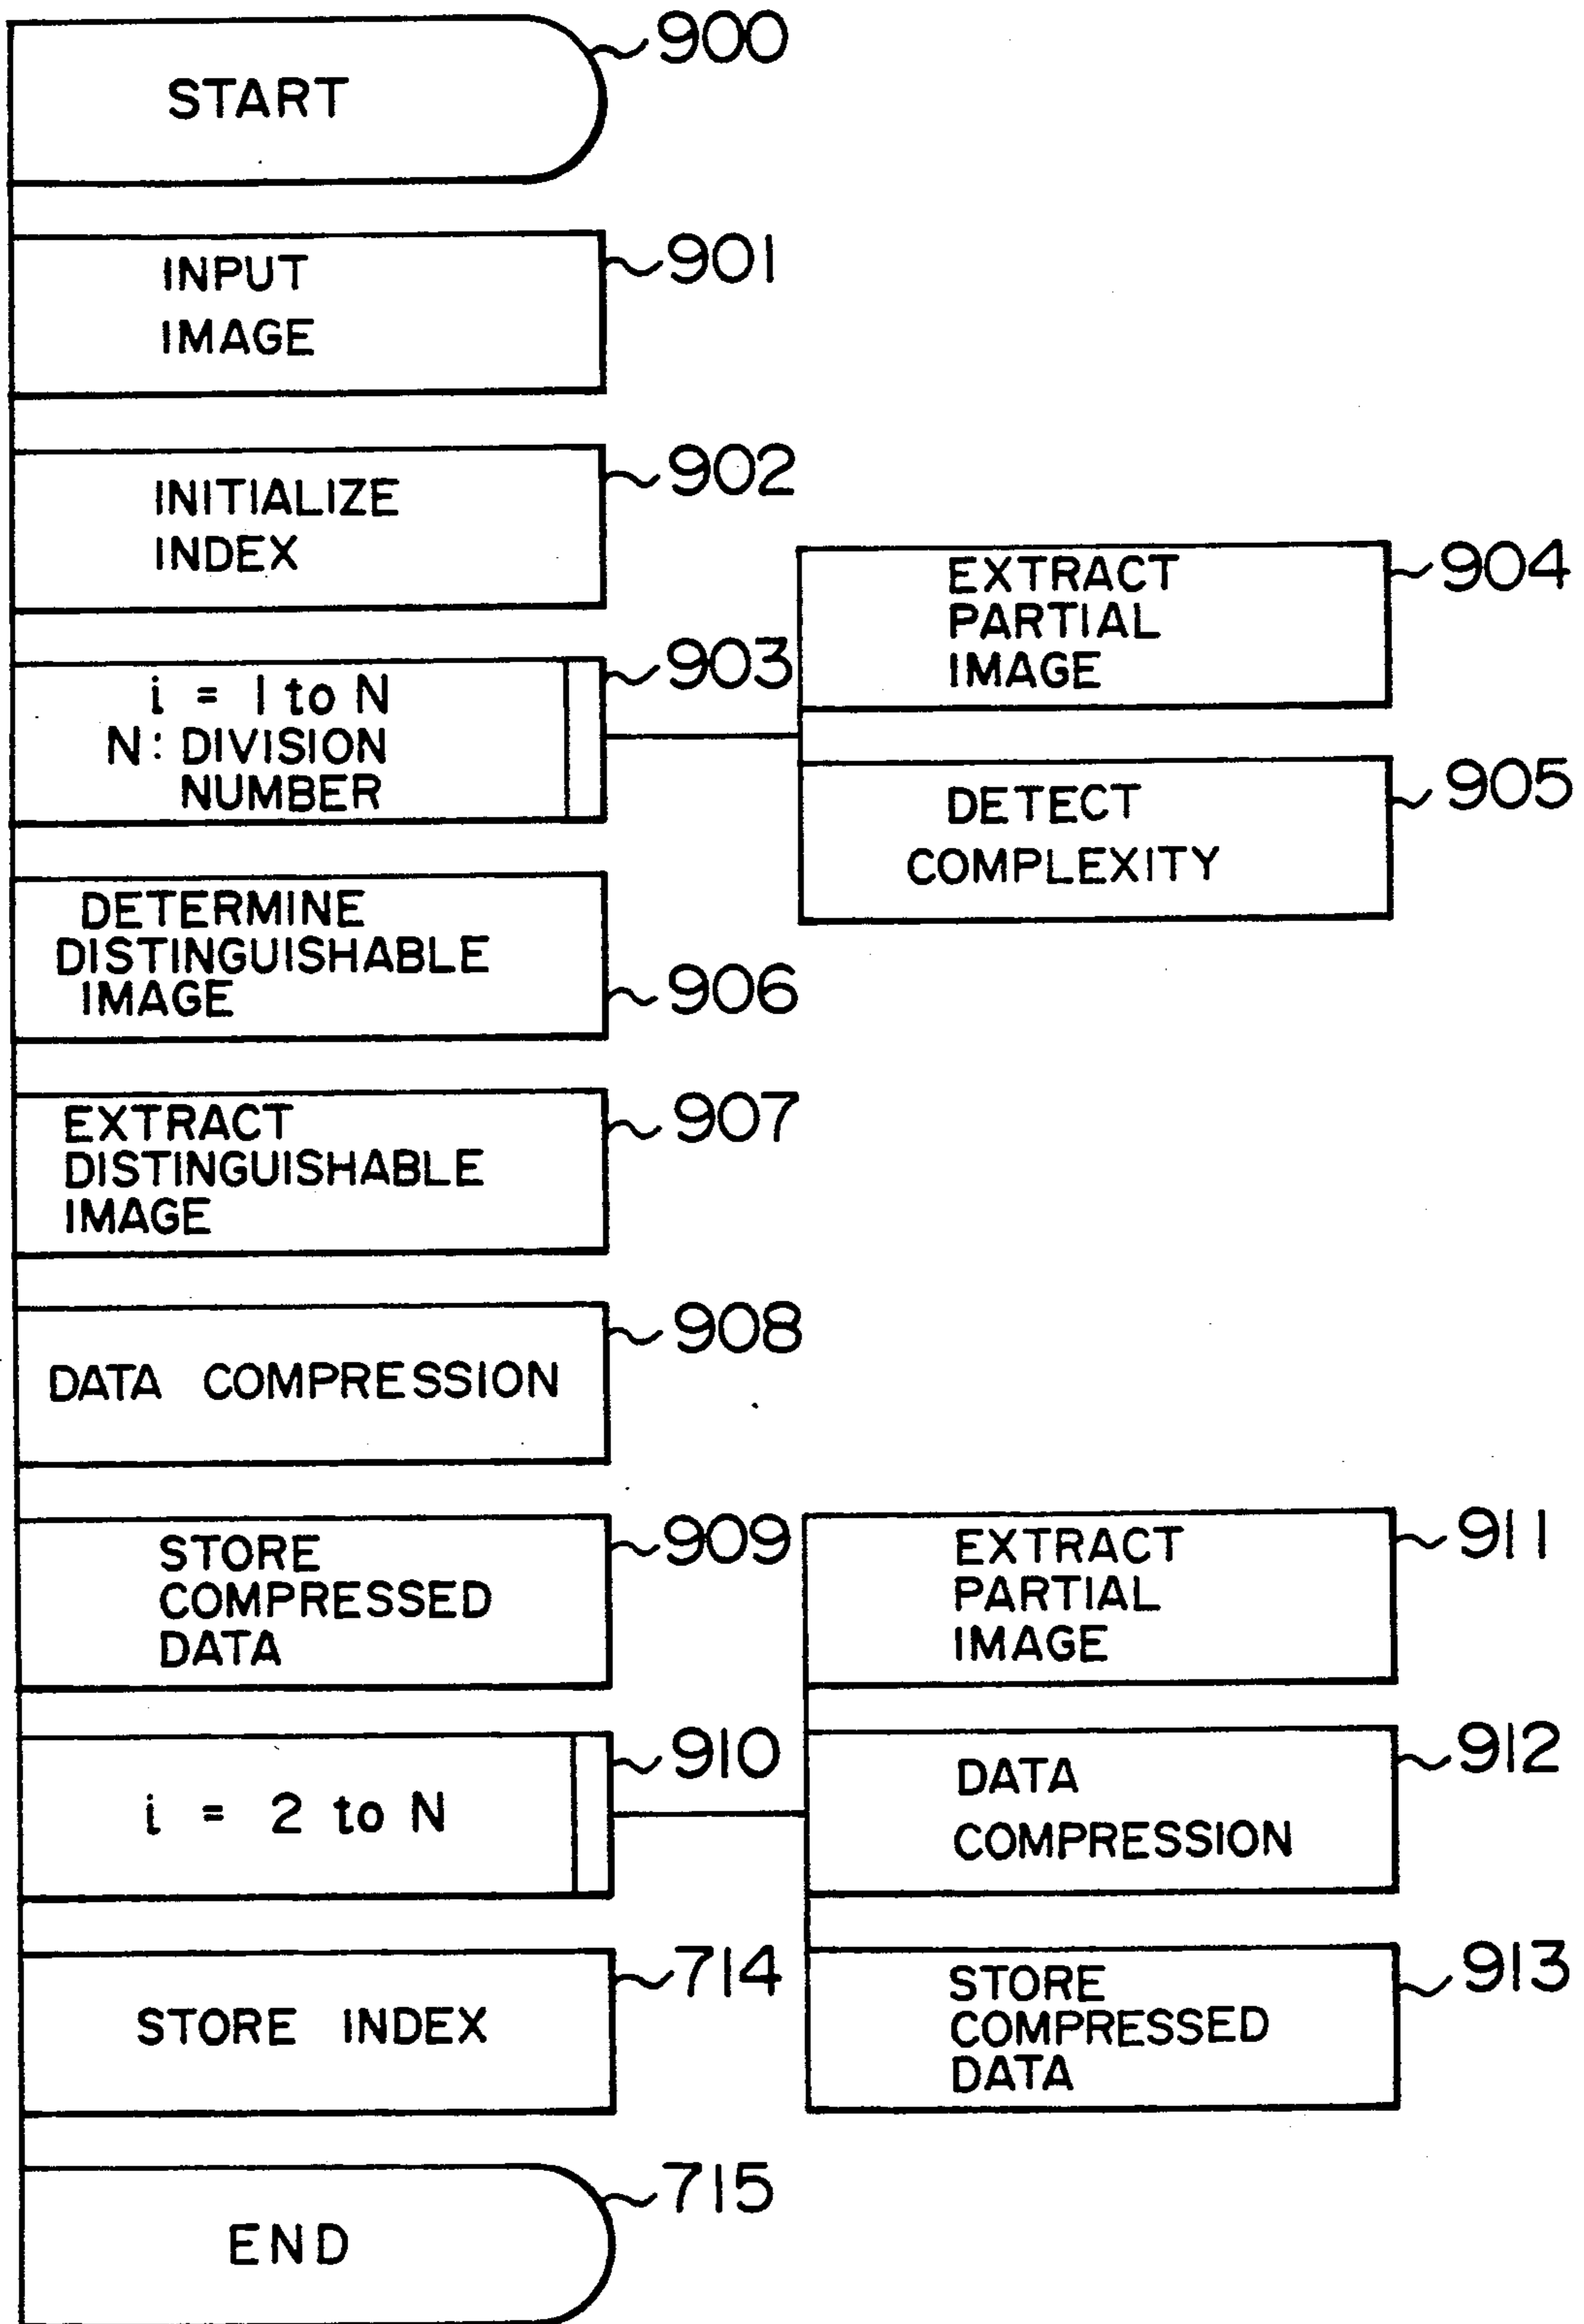 START
900
INPUT
IMAGE
901
INITIALIZE
INDEX
902
i = 1 to N
N: DIVISION
NUMBER
903
EXTRACT
PARTIAL
IMAGE
904
DETECT
COMPLEXITY
905
DETERMINE
DISTINGUISHABLE
IMAGE
906
EXTRACT
DISTINGUISHABLE
IMAGE
907
DATA COMPRESSION
908
STORE
COMPRESSED
DATA
909
i = 2 to N
910
EXTRACT
PARTIAL
IMAGE
911
DATA
COMPRESSION
912
STORE
COMPRESSED
DATA
913
STORE INDEX
714
END
715